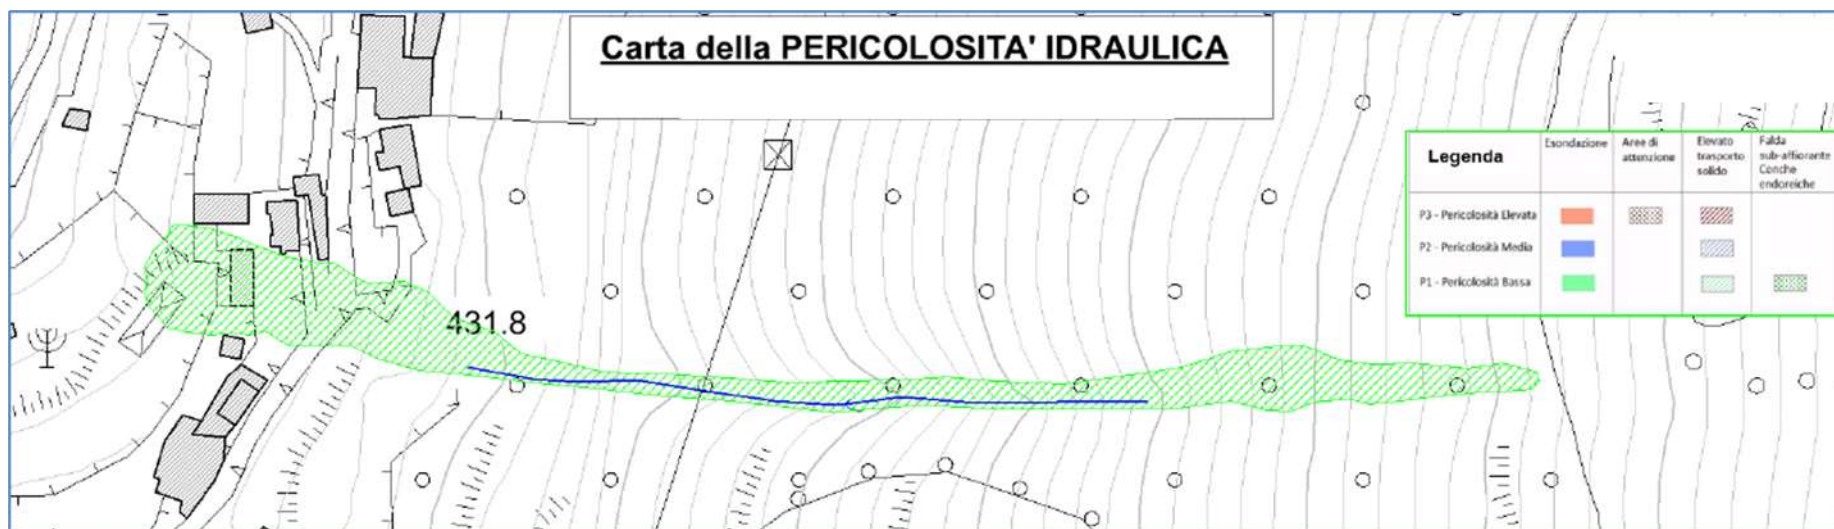 Carta della PERICOLOSITA' IDRAULICA
Legenda
Esondazione
Aree di
attenzione
Elevato
trasporto
solido
Falda
sub-affiorante
Conche
endoreiche
P3 - Pericolosità Elevata
P2 - Pericolosità Media
P1 - Pericolosità Bassa
431.8